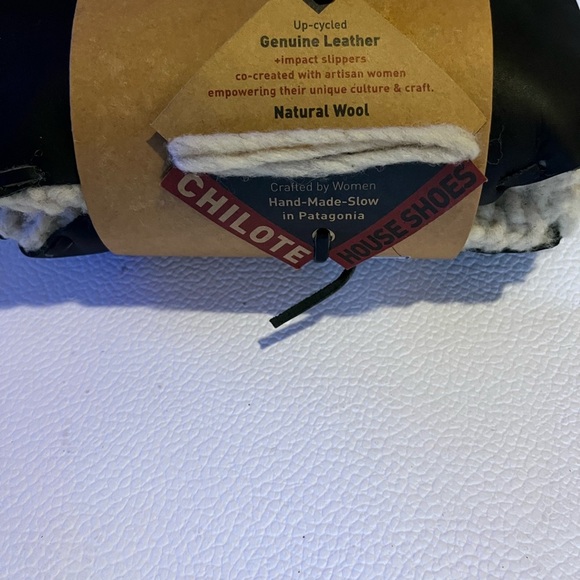 Up-cycled
Genuine Leather
+impact slippers
co-created with artisan women
empowering their unique culture & craft.
Natural Wool
Crafted by Women
Hand-Made-Slow
in Patagonia
CHILOTE
HOUSE SHOES